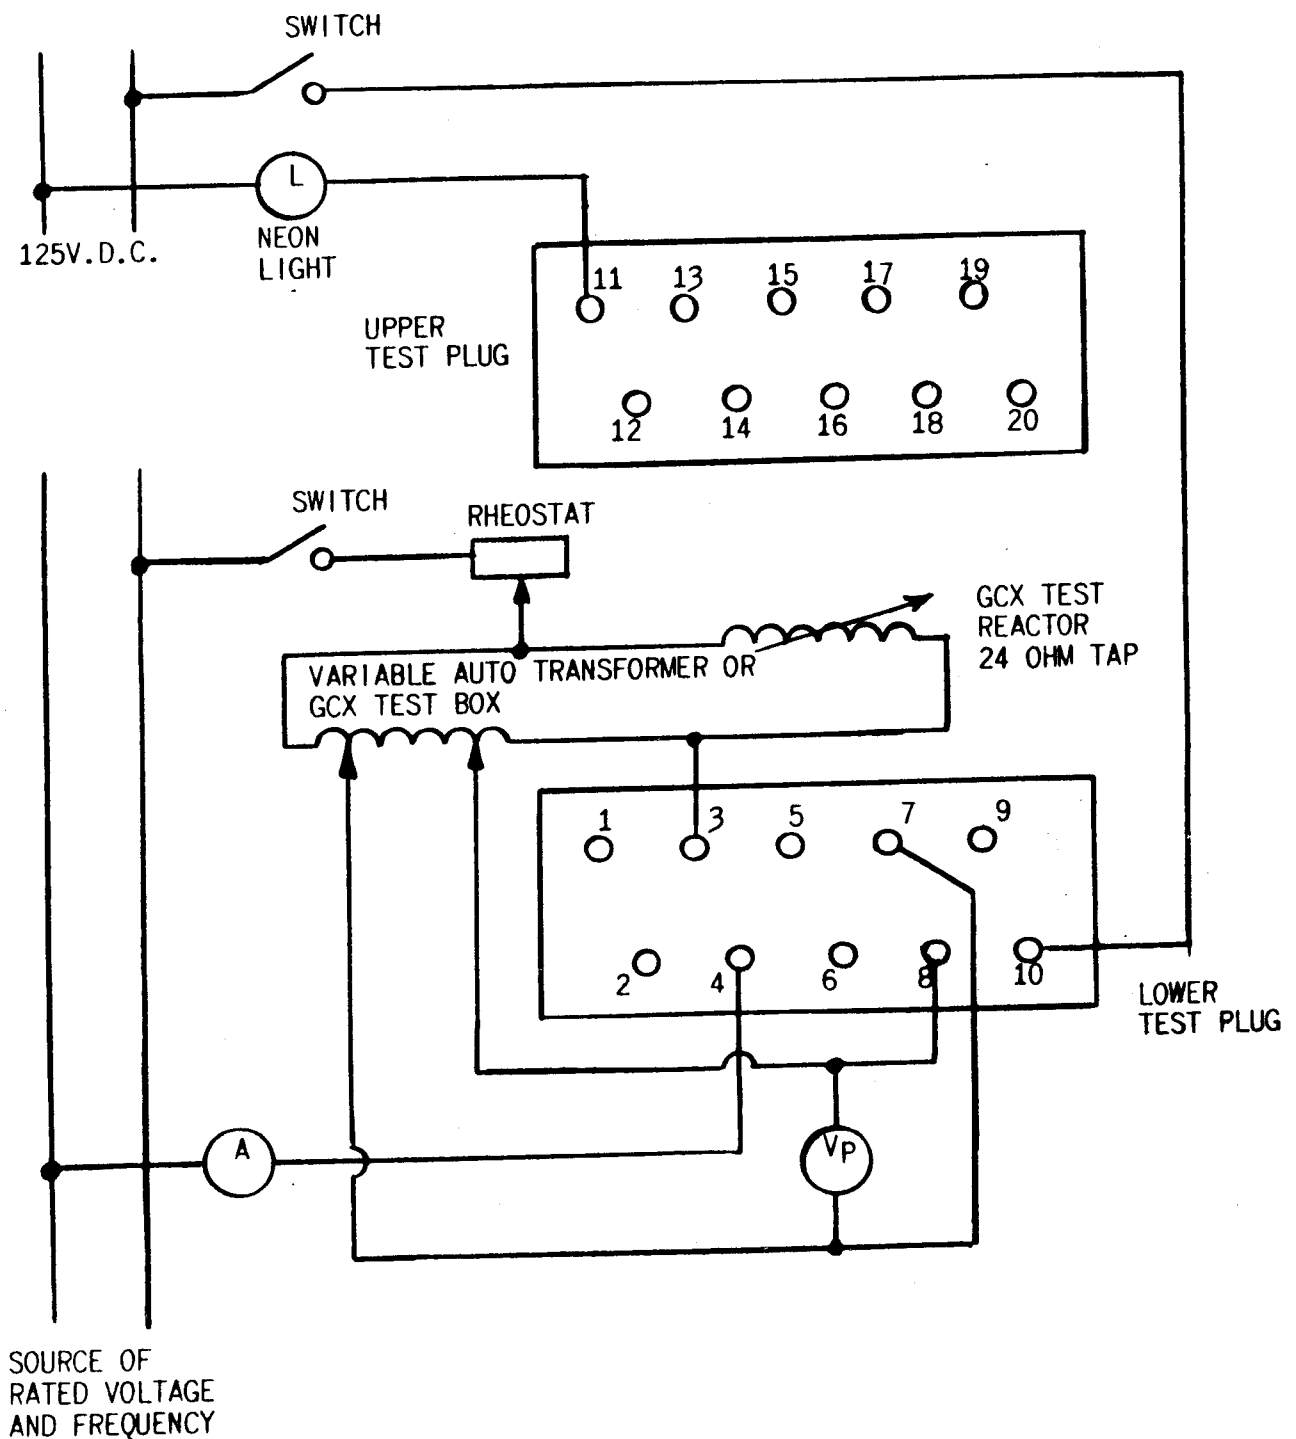 SWITCH
L
125V.D.C.
NEON
LIGHT
11 13 15 17 19
UPPER
TEST PLUG
12 14 16 18 20
SWITCH
RHEOSTAT
GCX TEST
REACTOR
24 OHM TAP
VARIABLE AUTO TRANSFORMER OR
GCX TEST BOX
1 3 5 7 9
2 4 6 8 10
LOWER
TEST PLUG
A
VP
SOURCE OF
RATED VOLTAGE
AND FREQUENCY